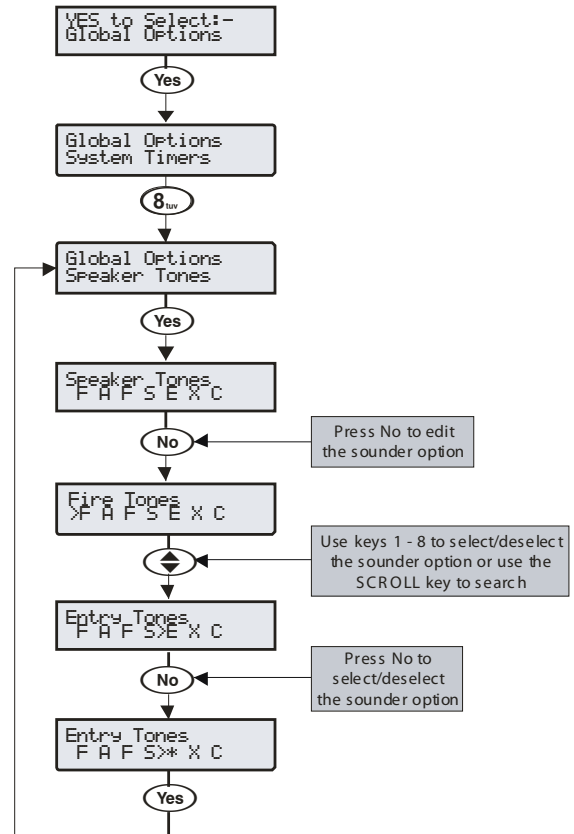 YES to Select:-
Global Options
Yes
Global Options
System Timers
8tuv
Global Options
Speaker Tones
Yes
Speaker Tones
F A F S E X C
No
Press No to edit
the sounder option
Fire Tones
>F A F S E X C
Use keys 1 - 8 to select/deselect
the sounder option or use the
SCROLL key to search
Entry Tones
F A F S>E X C
No
Press No to
select/deselect
the sounder option
Entry Tones
F A F S>* X C
Yes